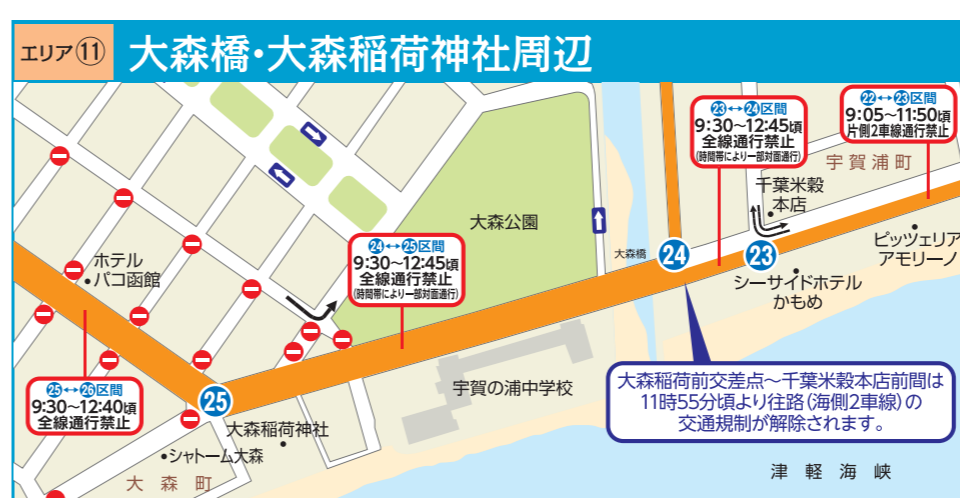 エリア⑪ 大森橋・大森稲荷神社周辺
㉒↔㉓区間
9:05～11:50頃
片側2車線通行禁止
㉓↔㉔区間
9:30～12:45頃
全線通行禁止
(時間帯により一部対面通行)
宇賀浦町
千葉米穀
本店
大森公園
大森橋
㉔
㉓
ピッツェリア
アモリーノ
シーサイドホテル
かもめ
㉔↔㉕区間
9:30～12:45頃
全線通行禁止
(時間帯により一部対面通行)
ホテル
パコ函館
㉕↔㉖区間
9:30～12:40頃
全線通行禁止
㉕
宇賀の浦中学校
大森稲荷前交差点～千葉米穀本店前間は
11時55分頃より往路(海側2車線)の
交通規制が解除されます。
大森稲荷神社
シャトーム大森
大森町
津軽海峡